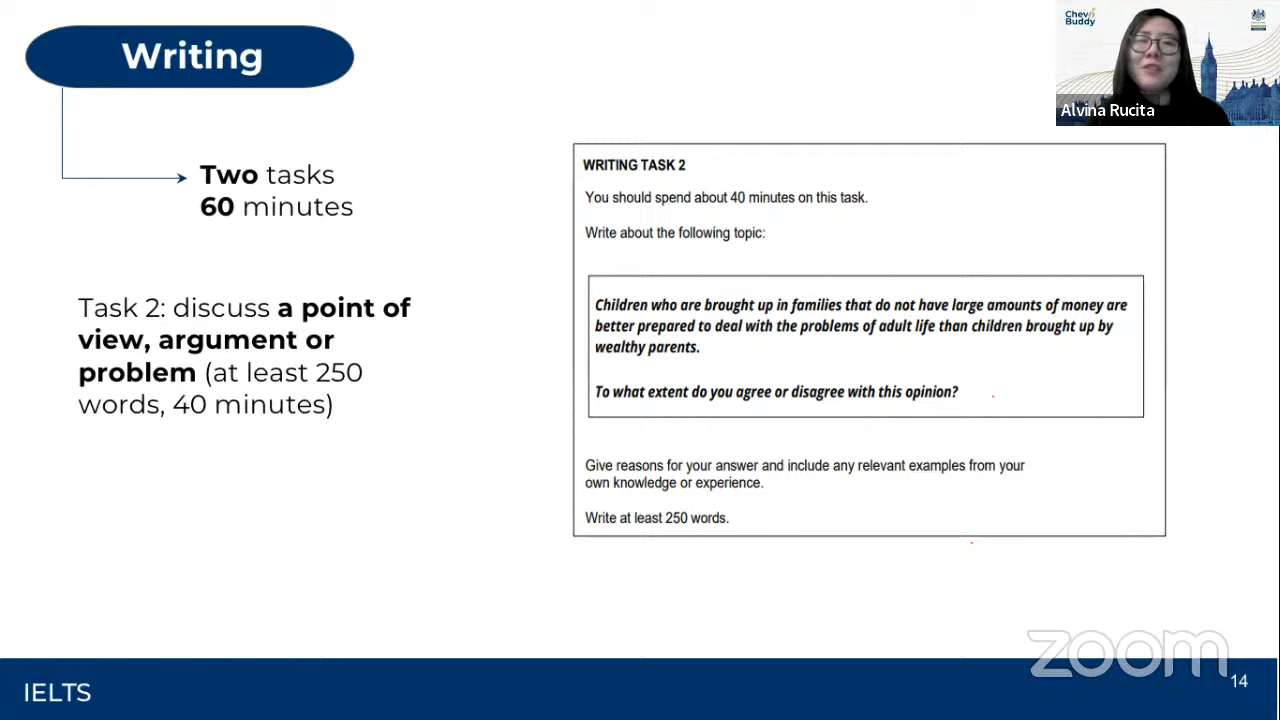 Writing
Chev
Buddy
Alvina Rucita
Two tasks
60 minutes
Task 2: discuss a point of
view, argument or
problem (at least 250
words, 40 minutes)
WRITING TASK 2
You should spend about 40 minutes on this task.
Write about the following topic:
Children who are brought up in families that do not have large amounts of money are
better prepared to deal with the problems of adult life than children brought up by
wealthy parents.
To what extent do you agree or disagree with this opinion?
Give reasons for your answer and include any relevant examples from your
own knowledge or experience.
Write at least 250 words.
zoom
IELTS
14